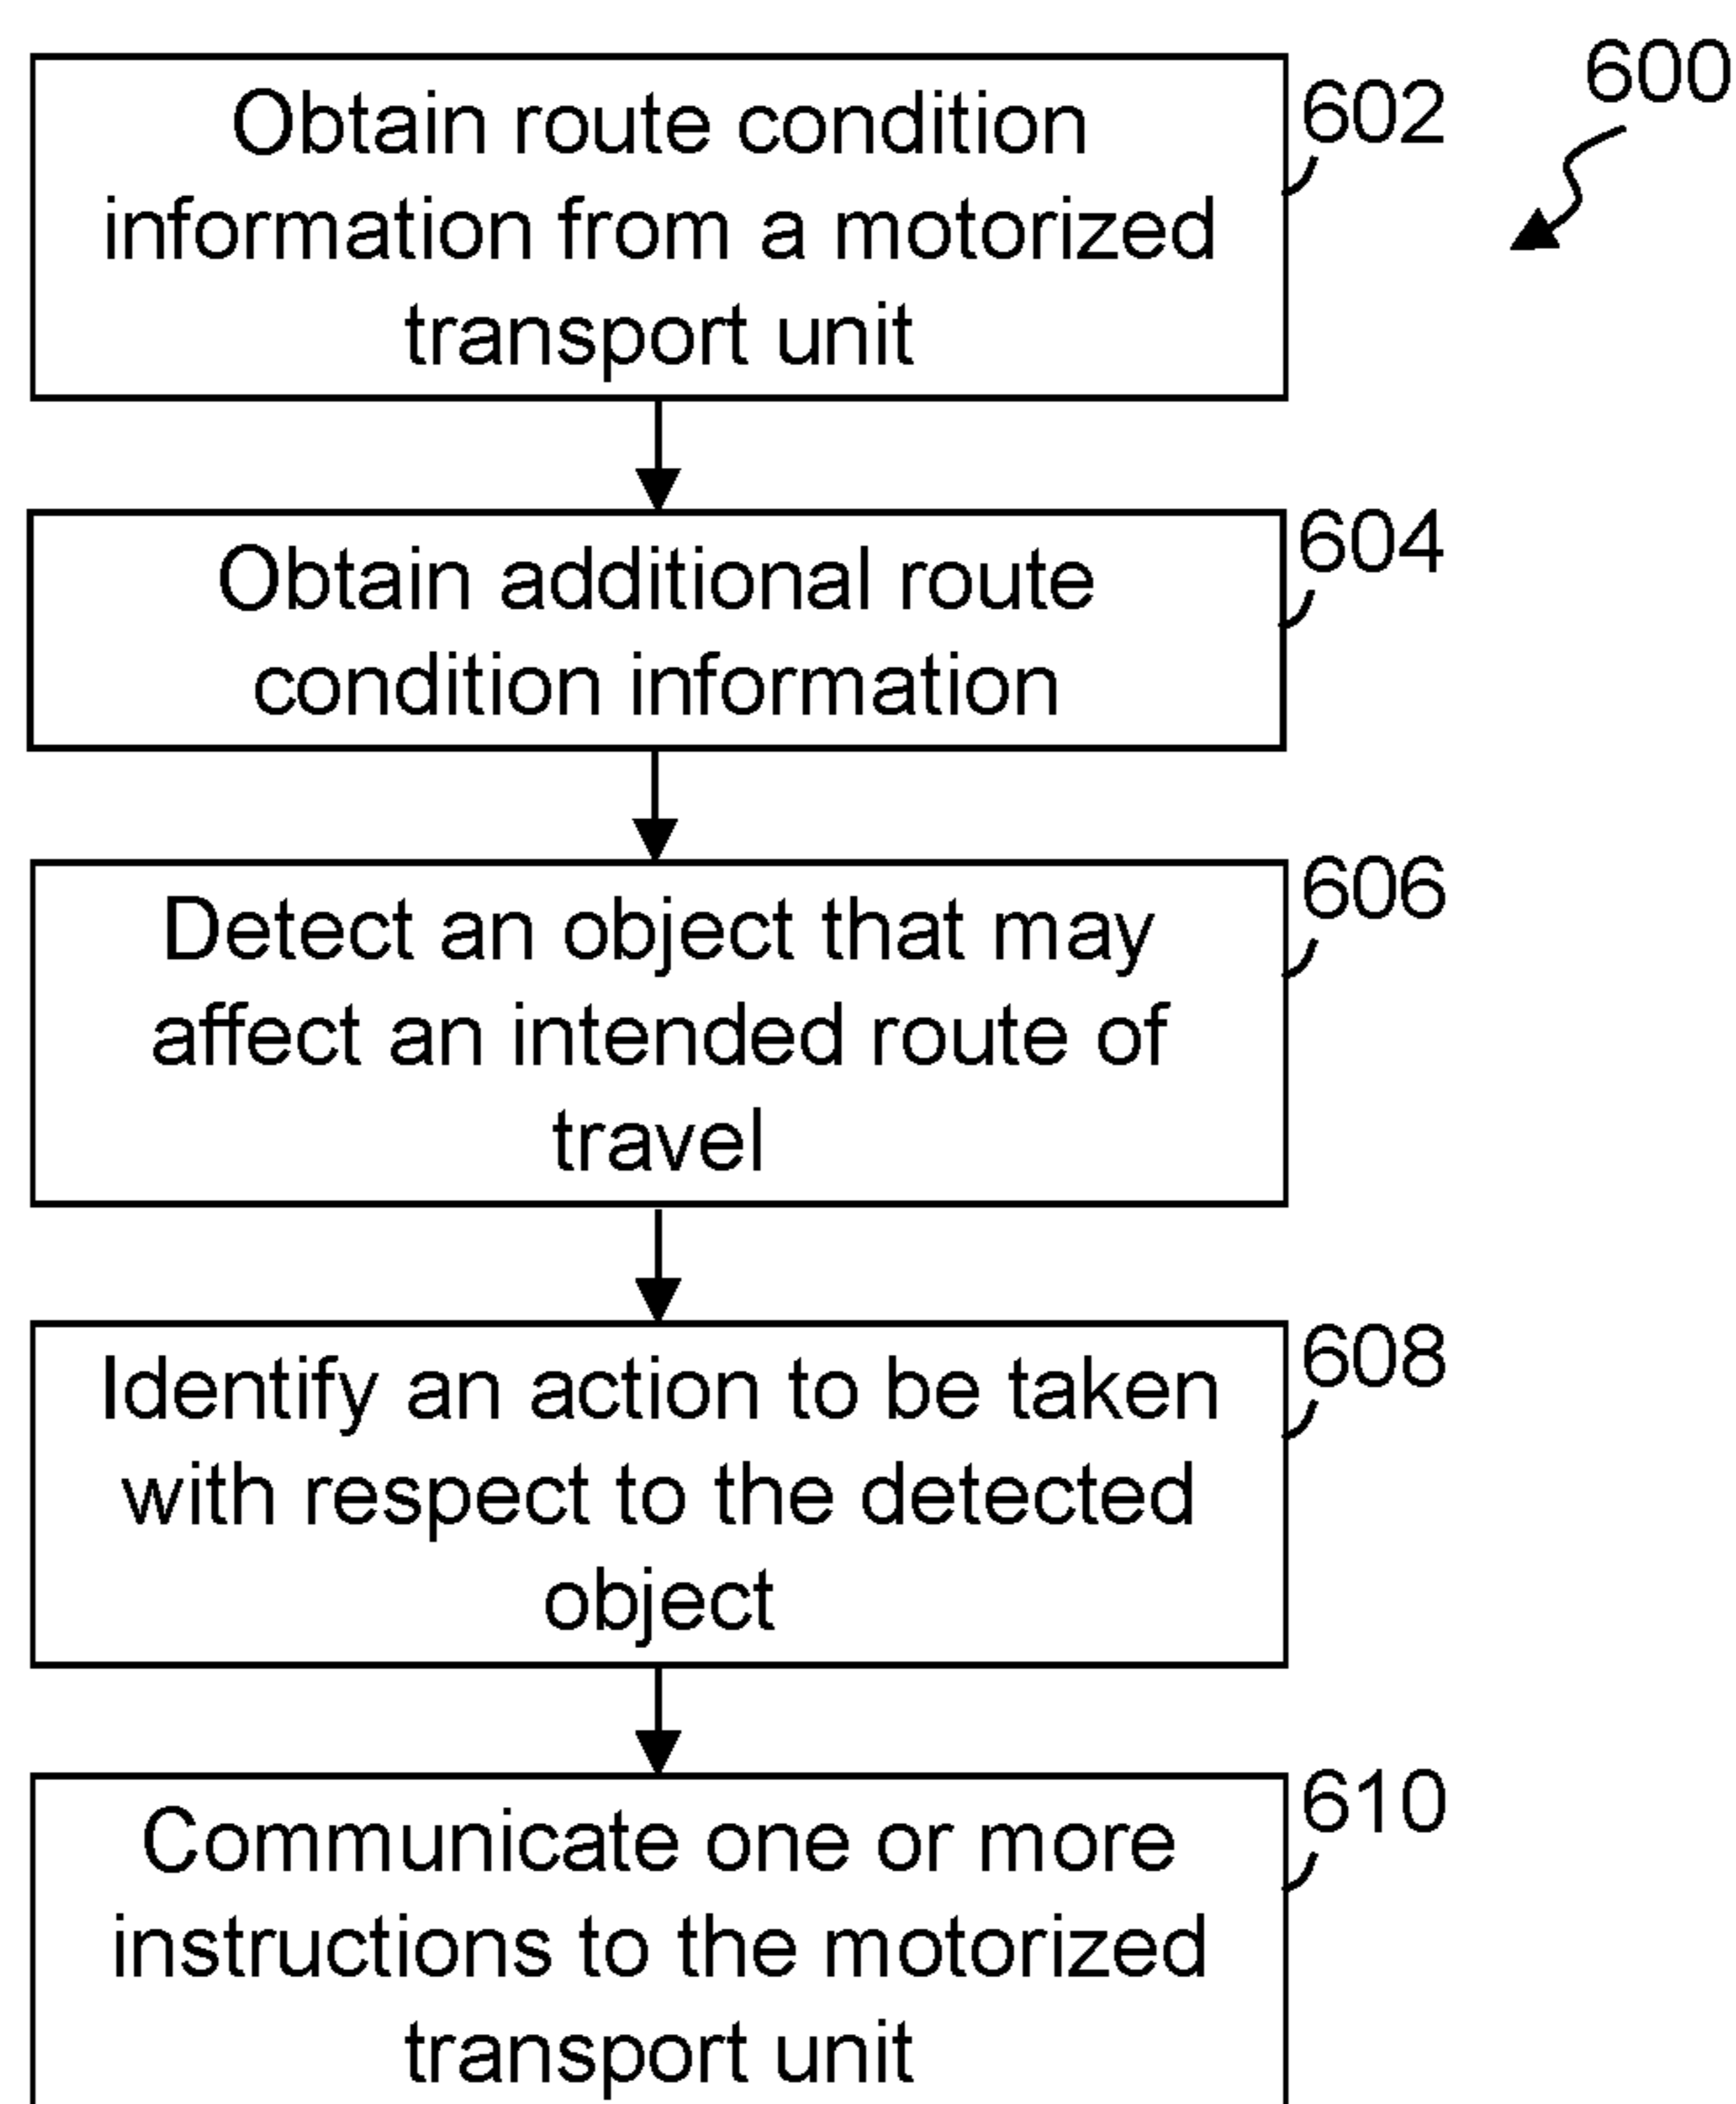 600
Obtain route condition
information from a motorized
transport unit
602
Obtain additional route
condition information
604
Detect an object that may
affect an intended route of
travel
606
Identify an action to be taken
with respect to the detected
object
608
Communicate one or more
instructions to the motorized
transport unit
610